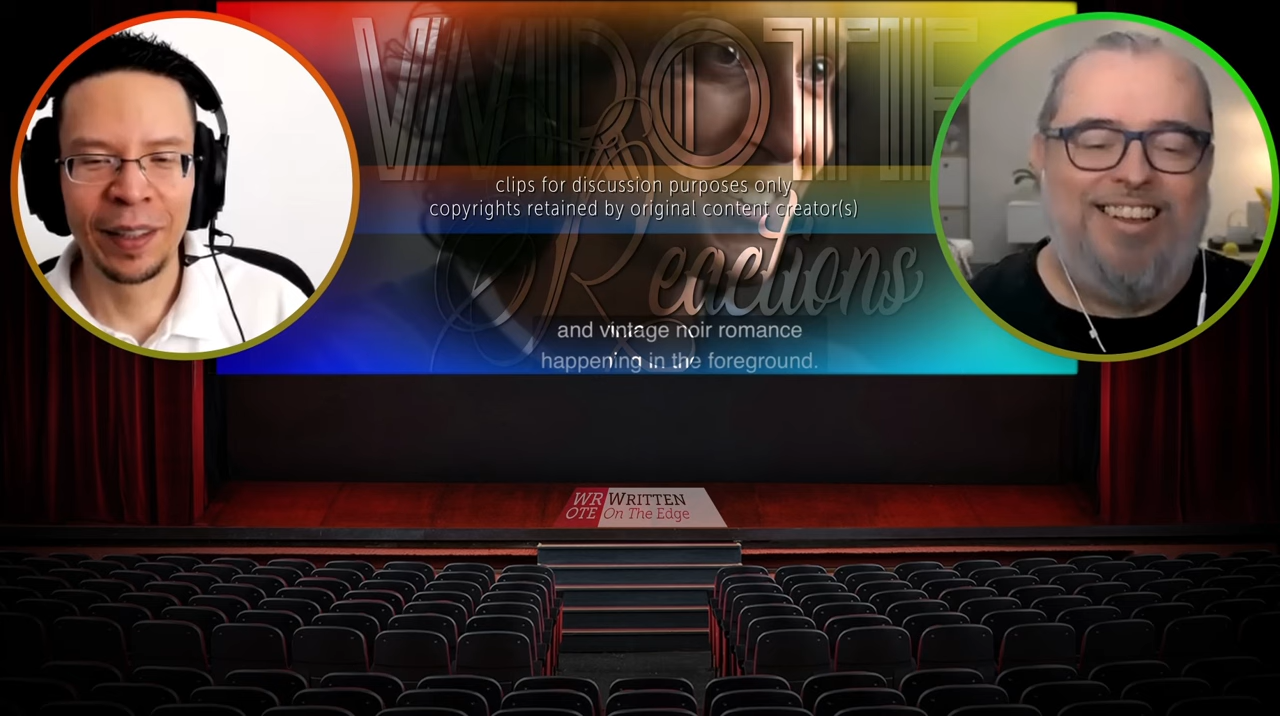 WROTE
clips for discussion purposes only
copyrights retained by original content creator(s)
Reactions
and vintage noir romance
happening in the foreground.
WR WRITTEN
OTE On The Edge